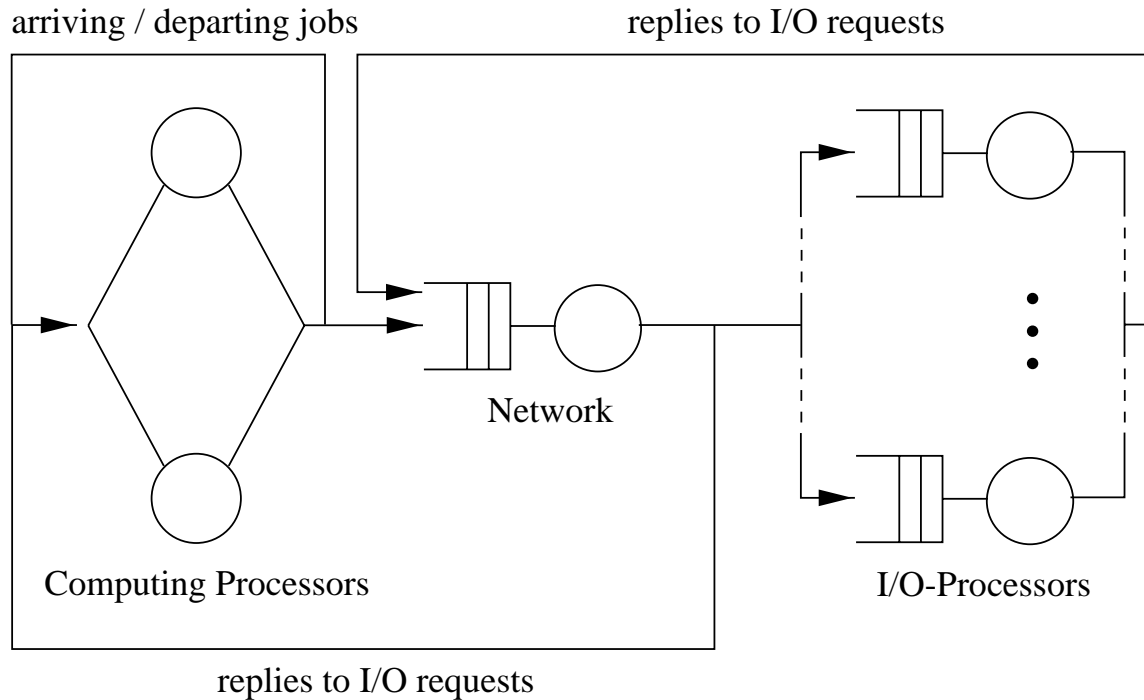 arriving / departing jobs
replies to I/O requests
Network
Computing Processors
I/O-Processors
replies to I/O requests